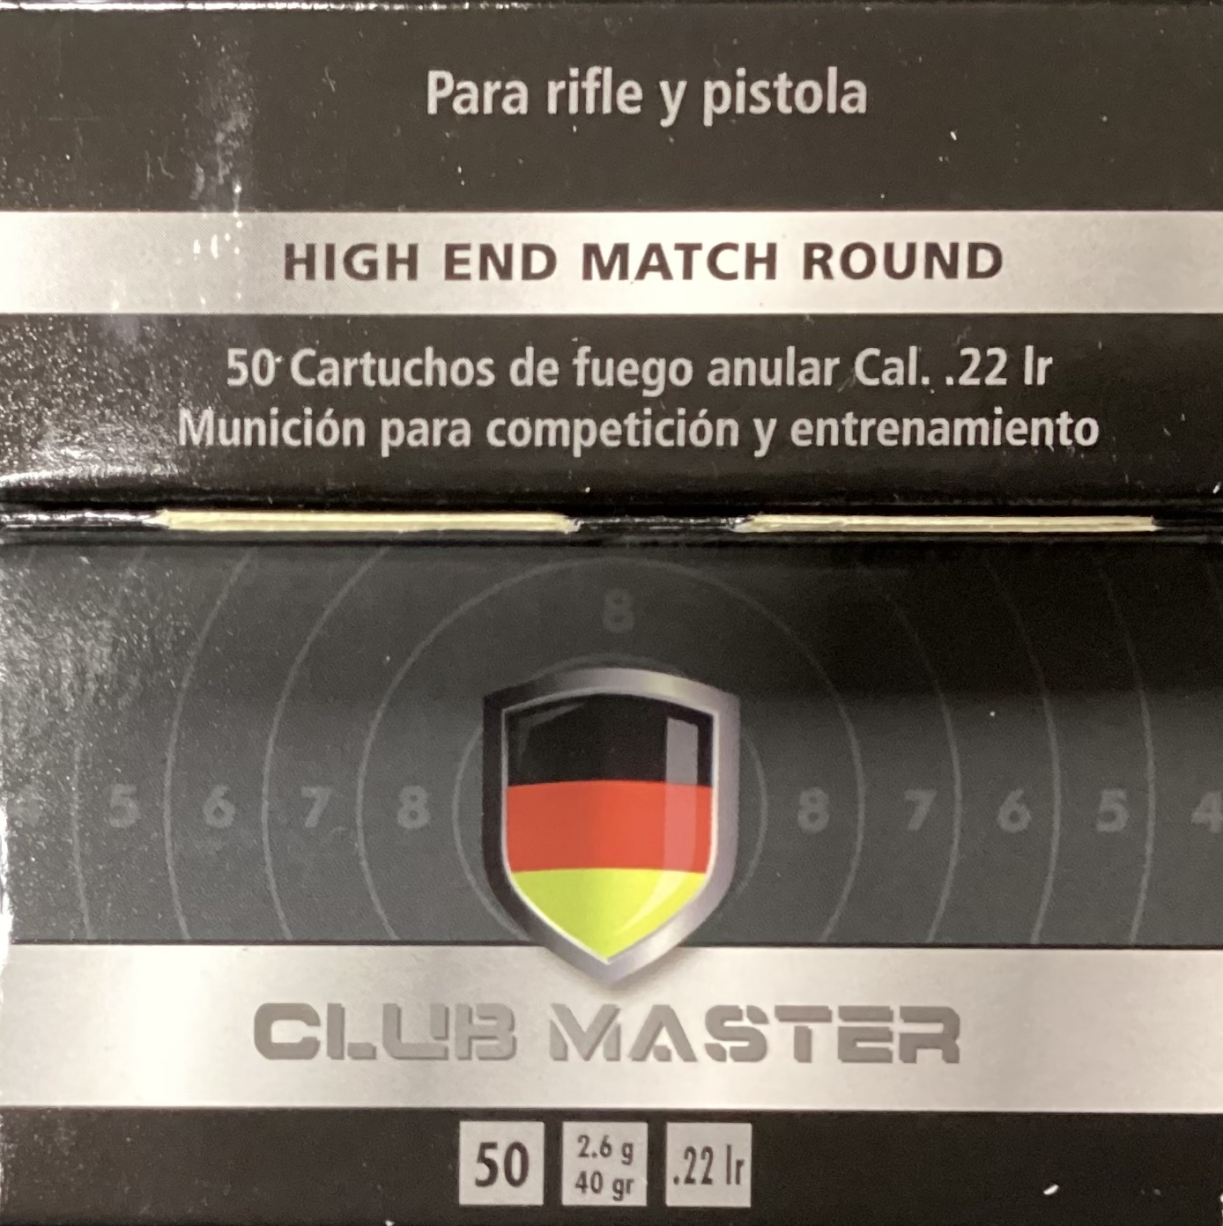 Para rifle y pistola
HIGH END MATCH ROUND
50 Cartuchos de fuego anular Cal. .22 lr
Munición para competición y entrenamiento
8
5 6 7 8 8 7 6 5 4
CLUB MASTER
50 2.6 g .22 lr
40 gr